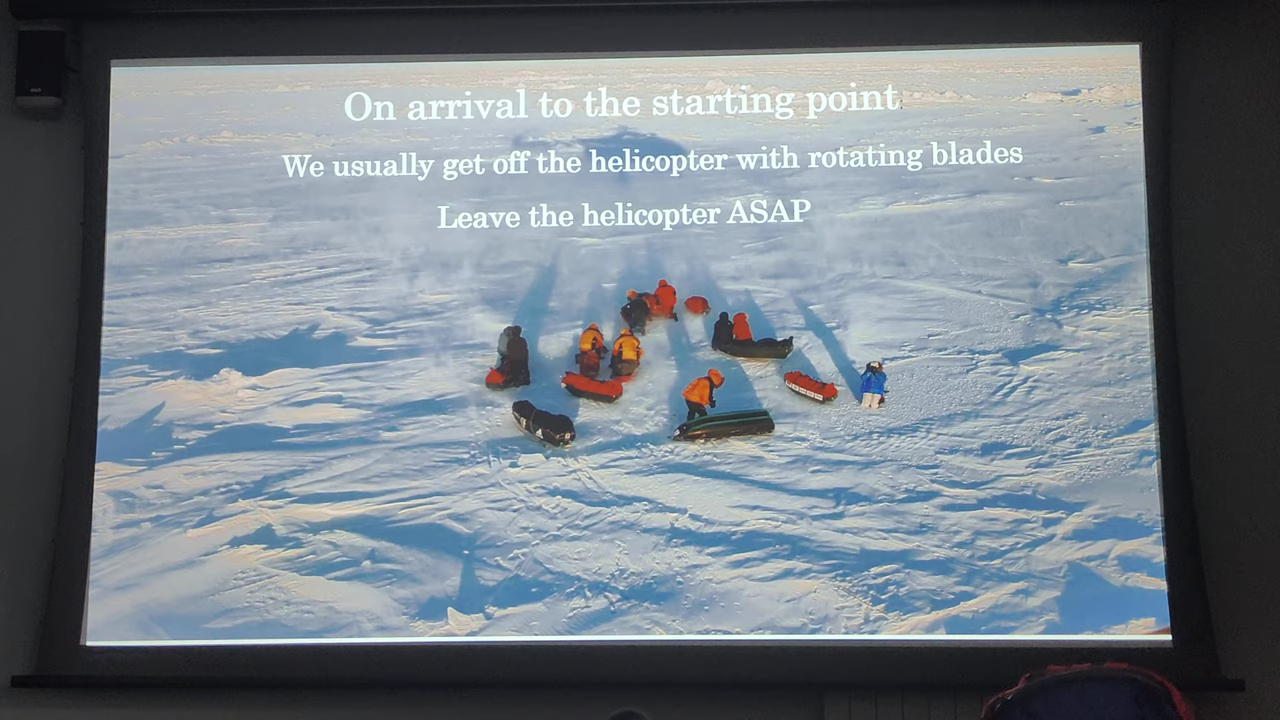 On arrival to the starting point
We usually get off the helicopter with rotating blades
Leave the helicopter ASAP